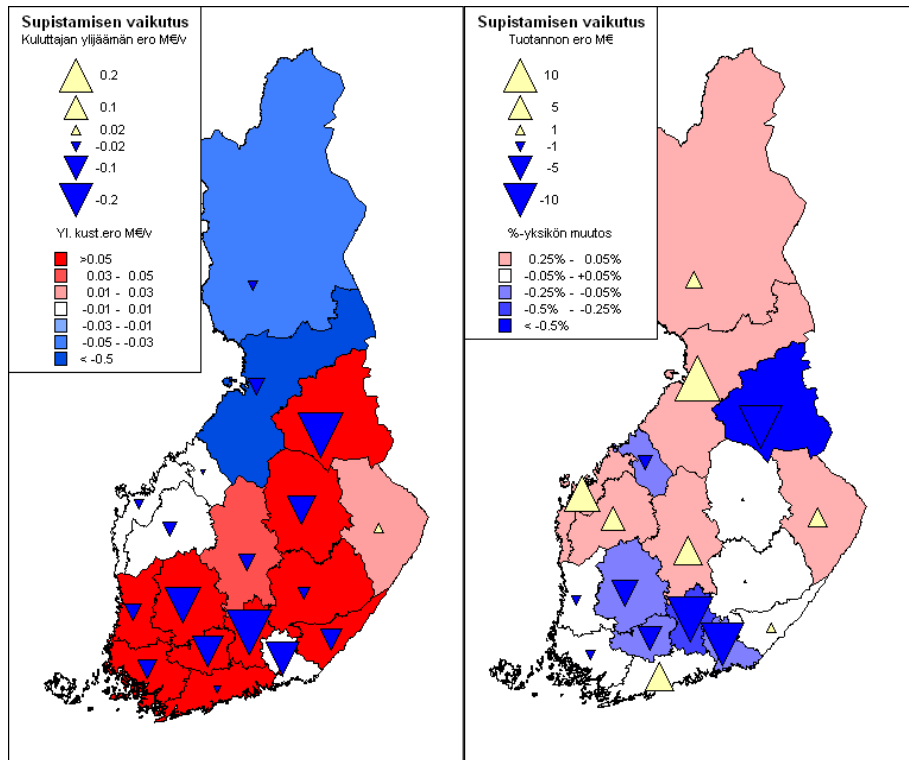 Supistamisen vaikutus
Kuluttajan ylijäämän ero M€/v
0.2
0.1
0.02
-0.02
-0.1
-0.2
Yl. kust.ero M€/v
>0.05
0.03 - 0.05
0.01 - 0.03
-0.01 - 0.01
-0.03 - -0.01
-0.05 - -0.03
< -0.5
Supistamisen vaikutus
Tuotannon ero M€
10
5
1
-1
-5
-10
%-yksikön muutos
0.25% - 0.05%
-0.05% - +0.05%
-0.25% - -0.05%
-0.5% - -0.25%
< -0.5%